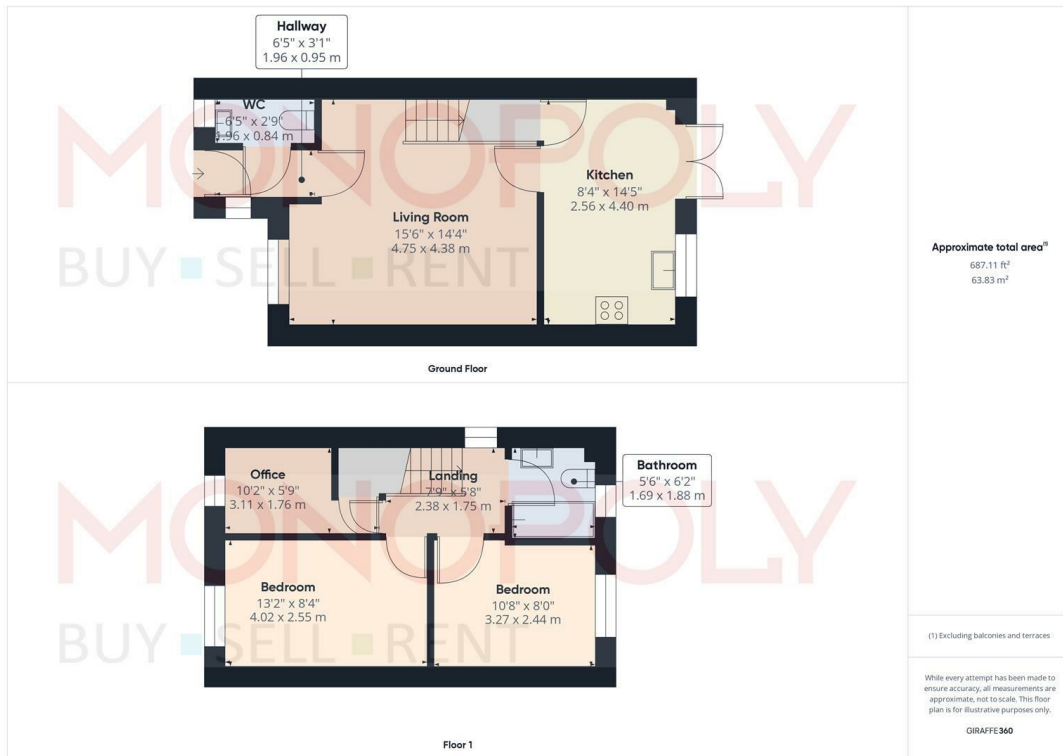 Hallway
6'5" x 3'1"
1.96 x 0.95 m
WC
6'5" x 2'9"
1.96 x 0.84 m
MONOPOLY
BUY SELL RENT
Living Room
15'6" x 14'4"
4.75 x 4.38 m
Kitchen
8'4" x 14'5"
2.56 x 4.40 m
Ground Floor
Approximate total area(1)
687.11 ft²
63.83 m²
Office
10'2" x 5'9"
3.11 x 1.76 m
Landing
7'9" x 5'8"
2.38 x 1.75 m
Bathroom
5'6" x 6'2"
1.69 x 1.88 m
MONOPOLY
BUY SELL RENT
Bedroom
13'2" x 8'4"
4.02 x 2.55 m
Bedroom
10'8" x 8'0"
3.27 x 2.44 m
Floor 1
(1) Excluding balconies and terraces
While every attempt has been made to
ensure accuracy, all measurements are
approximate, not to scale. This floor
plan is for illustrative purposes only.
GIRAFFE360